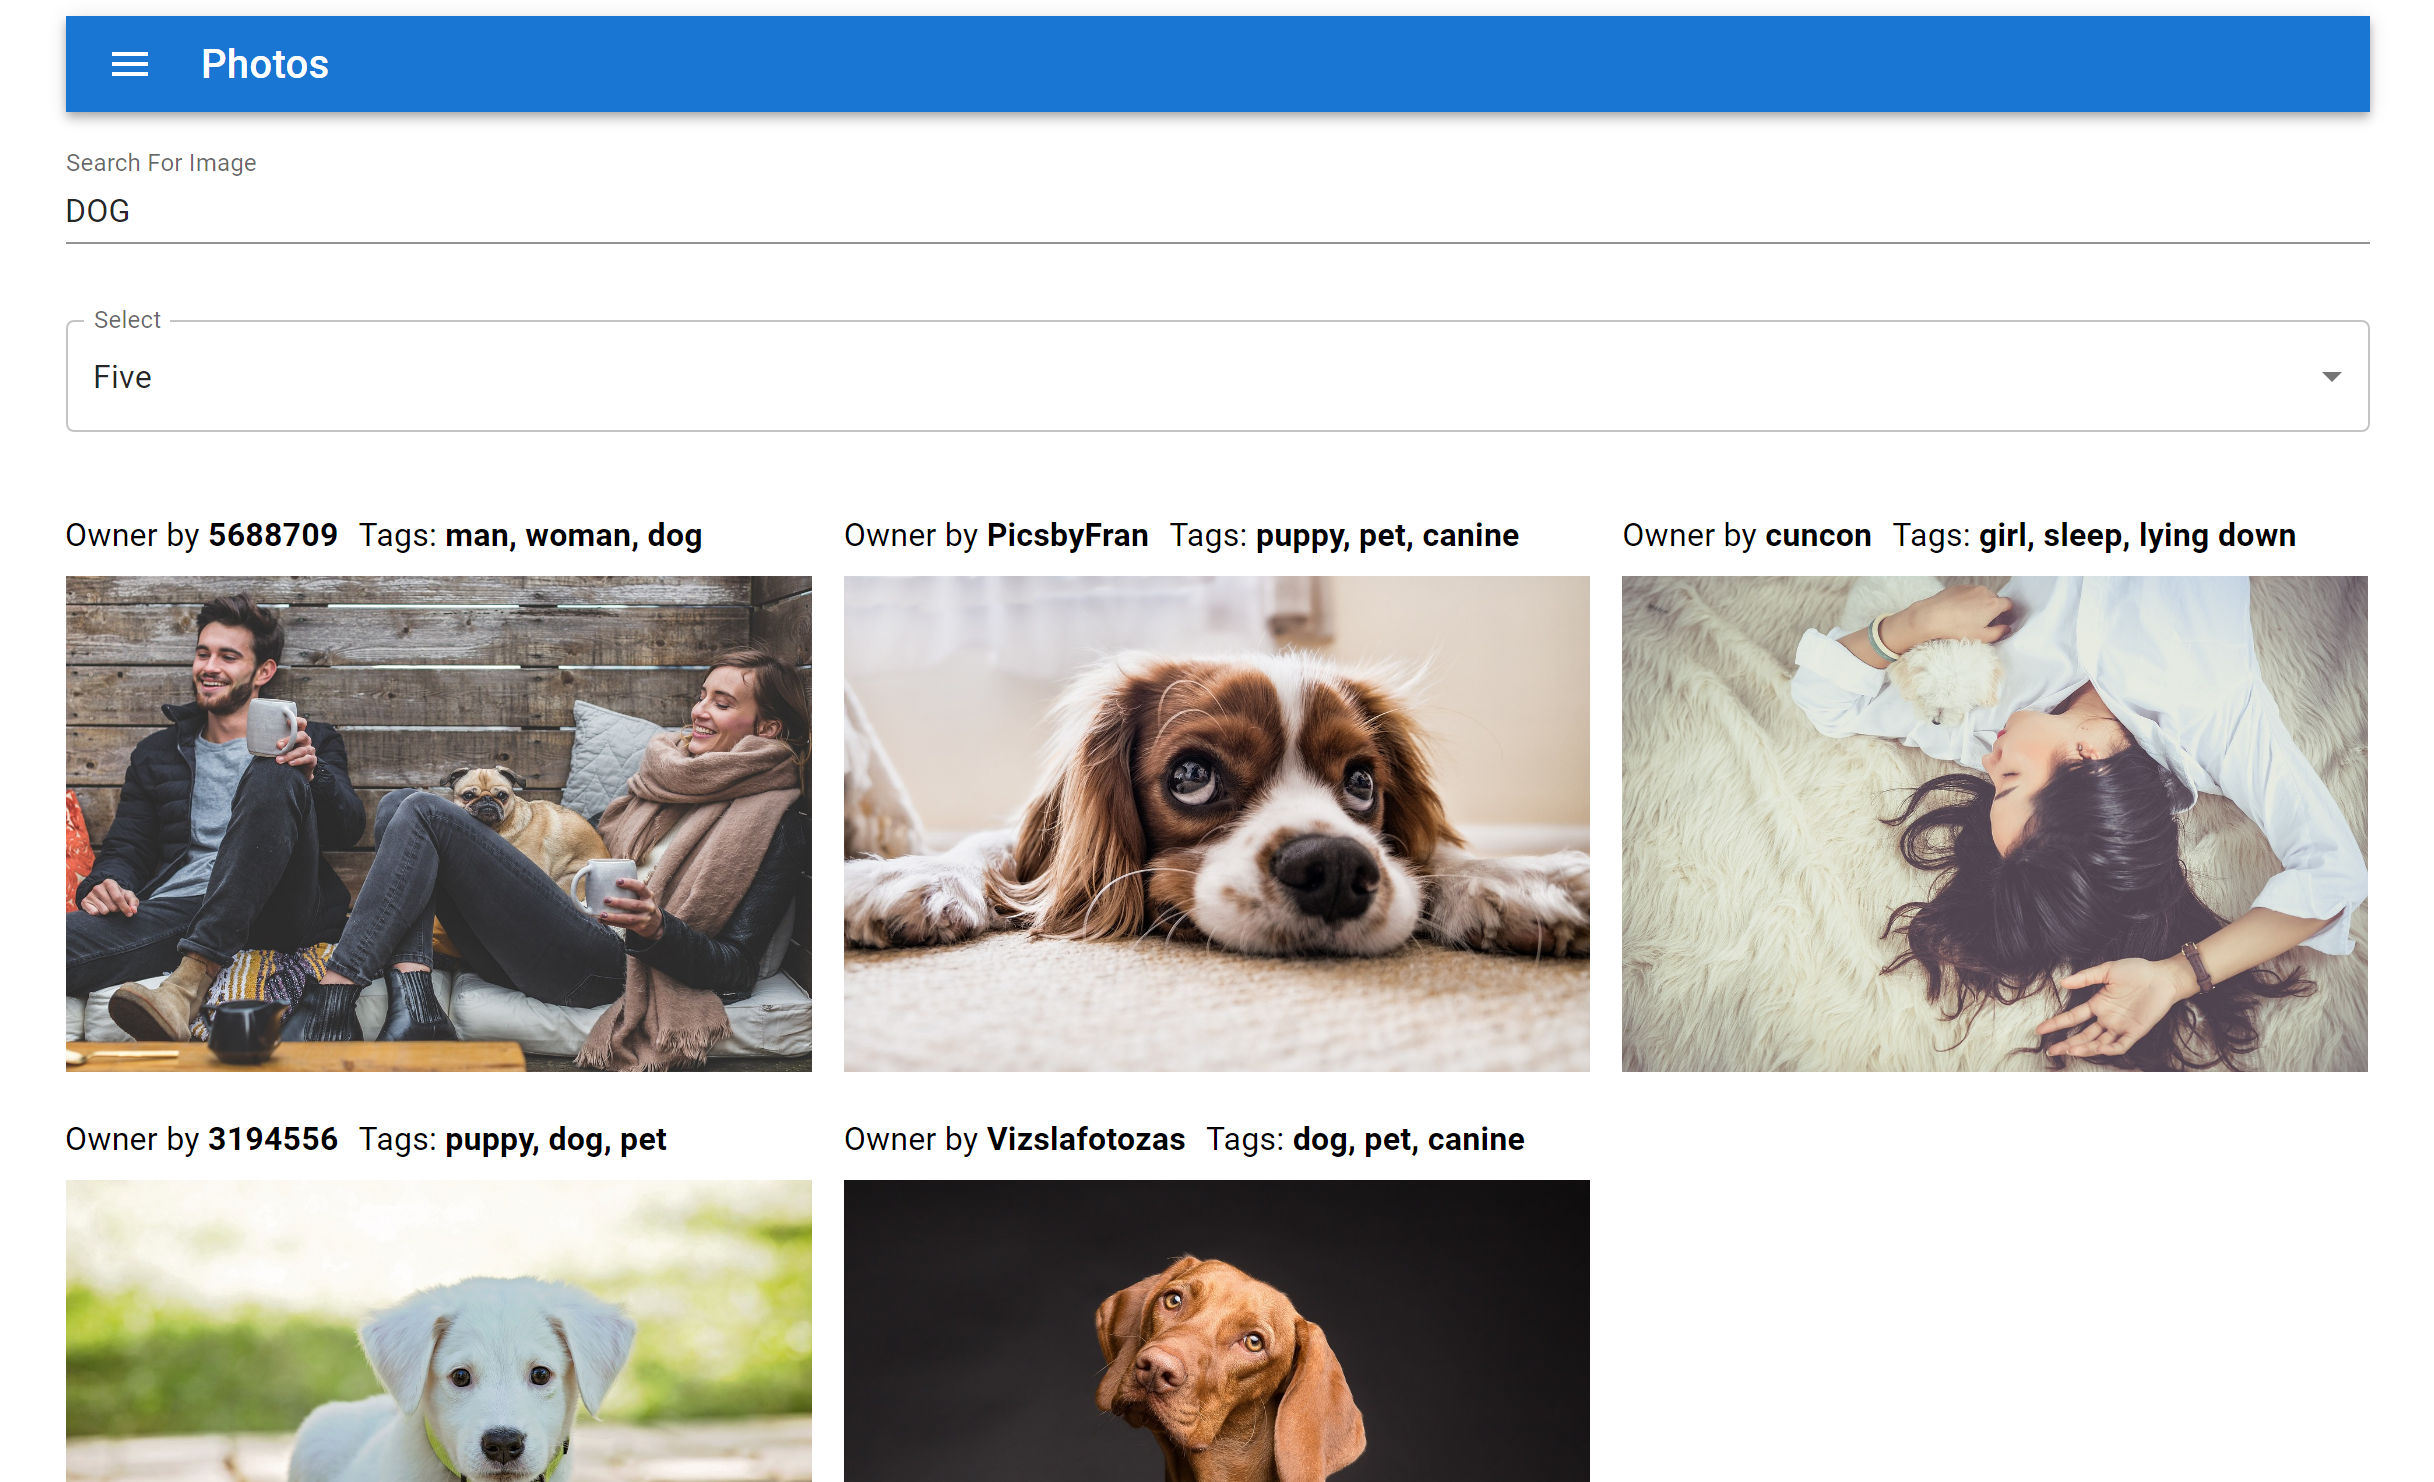 Photos
Search For Image
DOG
Select
Five
Owner by 5688709 Tags: man, woman, dog
Owner by PicsbyFran Tags: puppy, pet, canine
Owner by cuncon Tags: girl, sleep, lying down
Owner by 3194556 Tags: puppy, dog, pet
Owner by Vizslafotozas Tags: dog, pet, canine